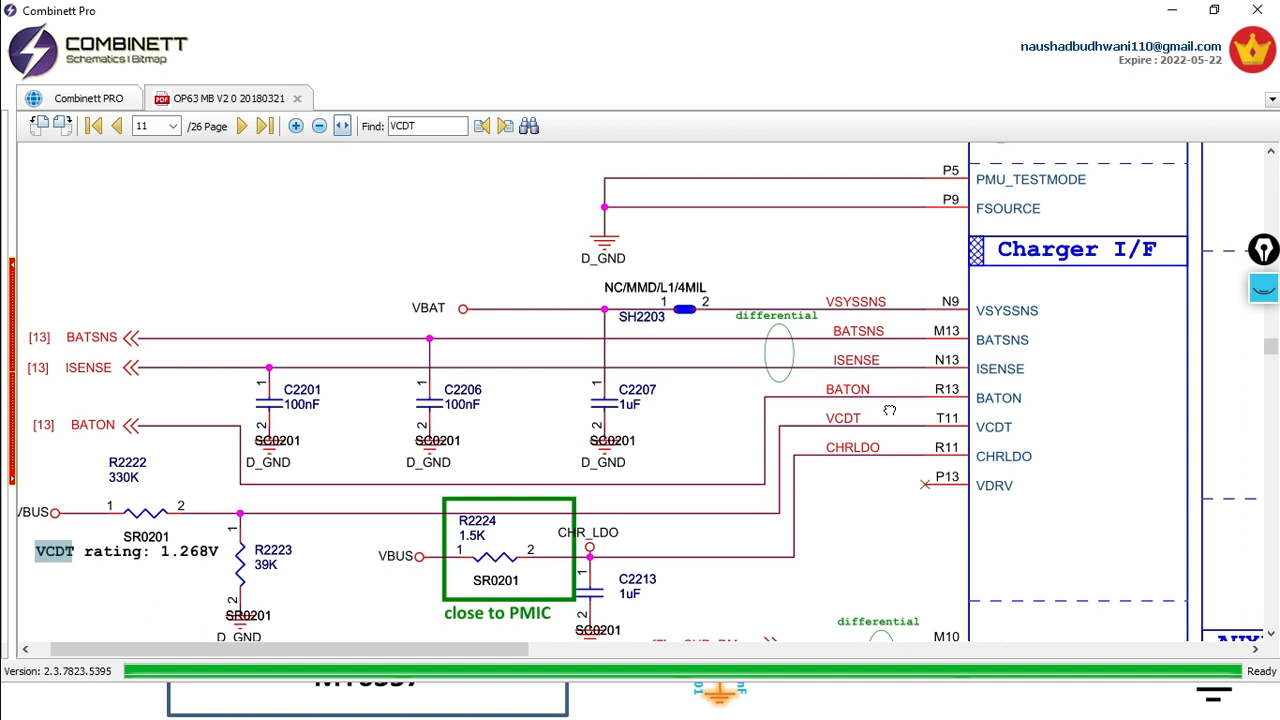 Combinett Pro
COMBINETT
Schematics | Bitmap
naushadbudhwani110@gmail.com
Expire : 2022-05-22
Combinett PRO
OP63 MB V2 0 20180321
11
/26 Page
Find:
VCDT
P5
PMU_TESTMODE
P9
FSOURCE
D_GND
Charger I/F
NC/MMD/L1/4MIL
VBAT
1
2
SH2203
VSYSSNS
N9
VSYSSNS
differential
[13]
BATSNS
BATSNS
M13
BATSNS
[13]
ISENSE
ISENSE
N13
ISENSE
1
C2201
100nF
2
SC0201
D_GND
1
C2206
100nF
2
SC0201
D_GND
1
C2207
1uF
2
SC0201
D_GND
BATON
R13
BATON
[13]
BATON
VCDT
T11
VCDT
CHRLDO
R11
CHRLDO
P13
VDRV
R2222
330K
VBUS
1
2
SR0201
VCDT rating: 1.268V
1
R2223
39K
2
SR0201
D_GND
R2224
1.5K
CHR_LDO
VBUS
1
2
SR0201
close to PMIC
1
C2213
1uF
2
SC0201
differential
M10
Version: 2.3.7823.5395
Ready